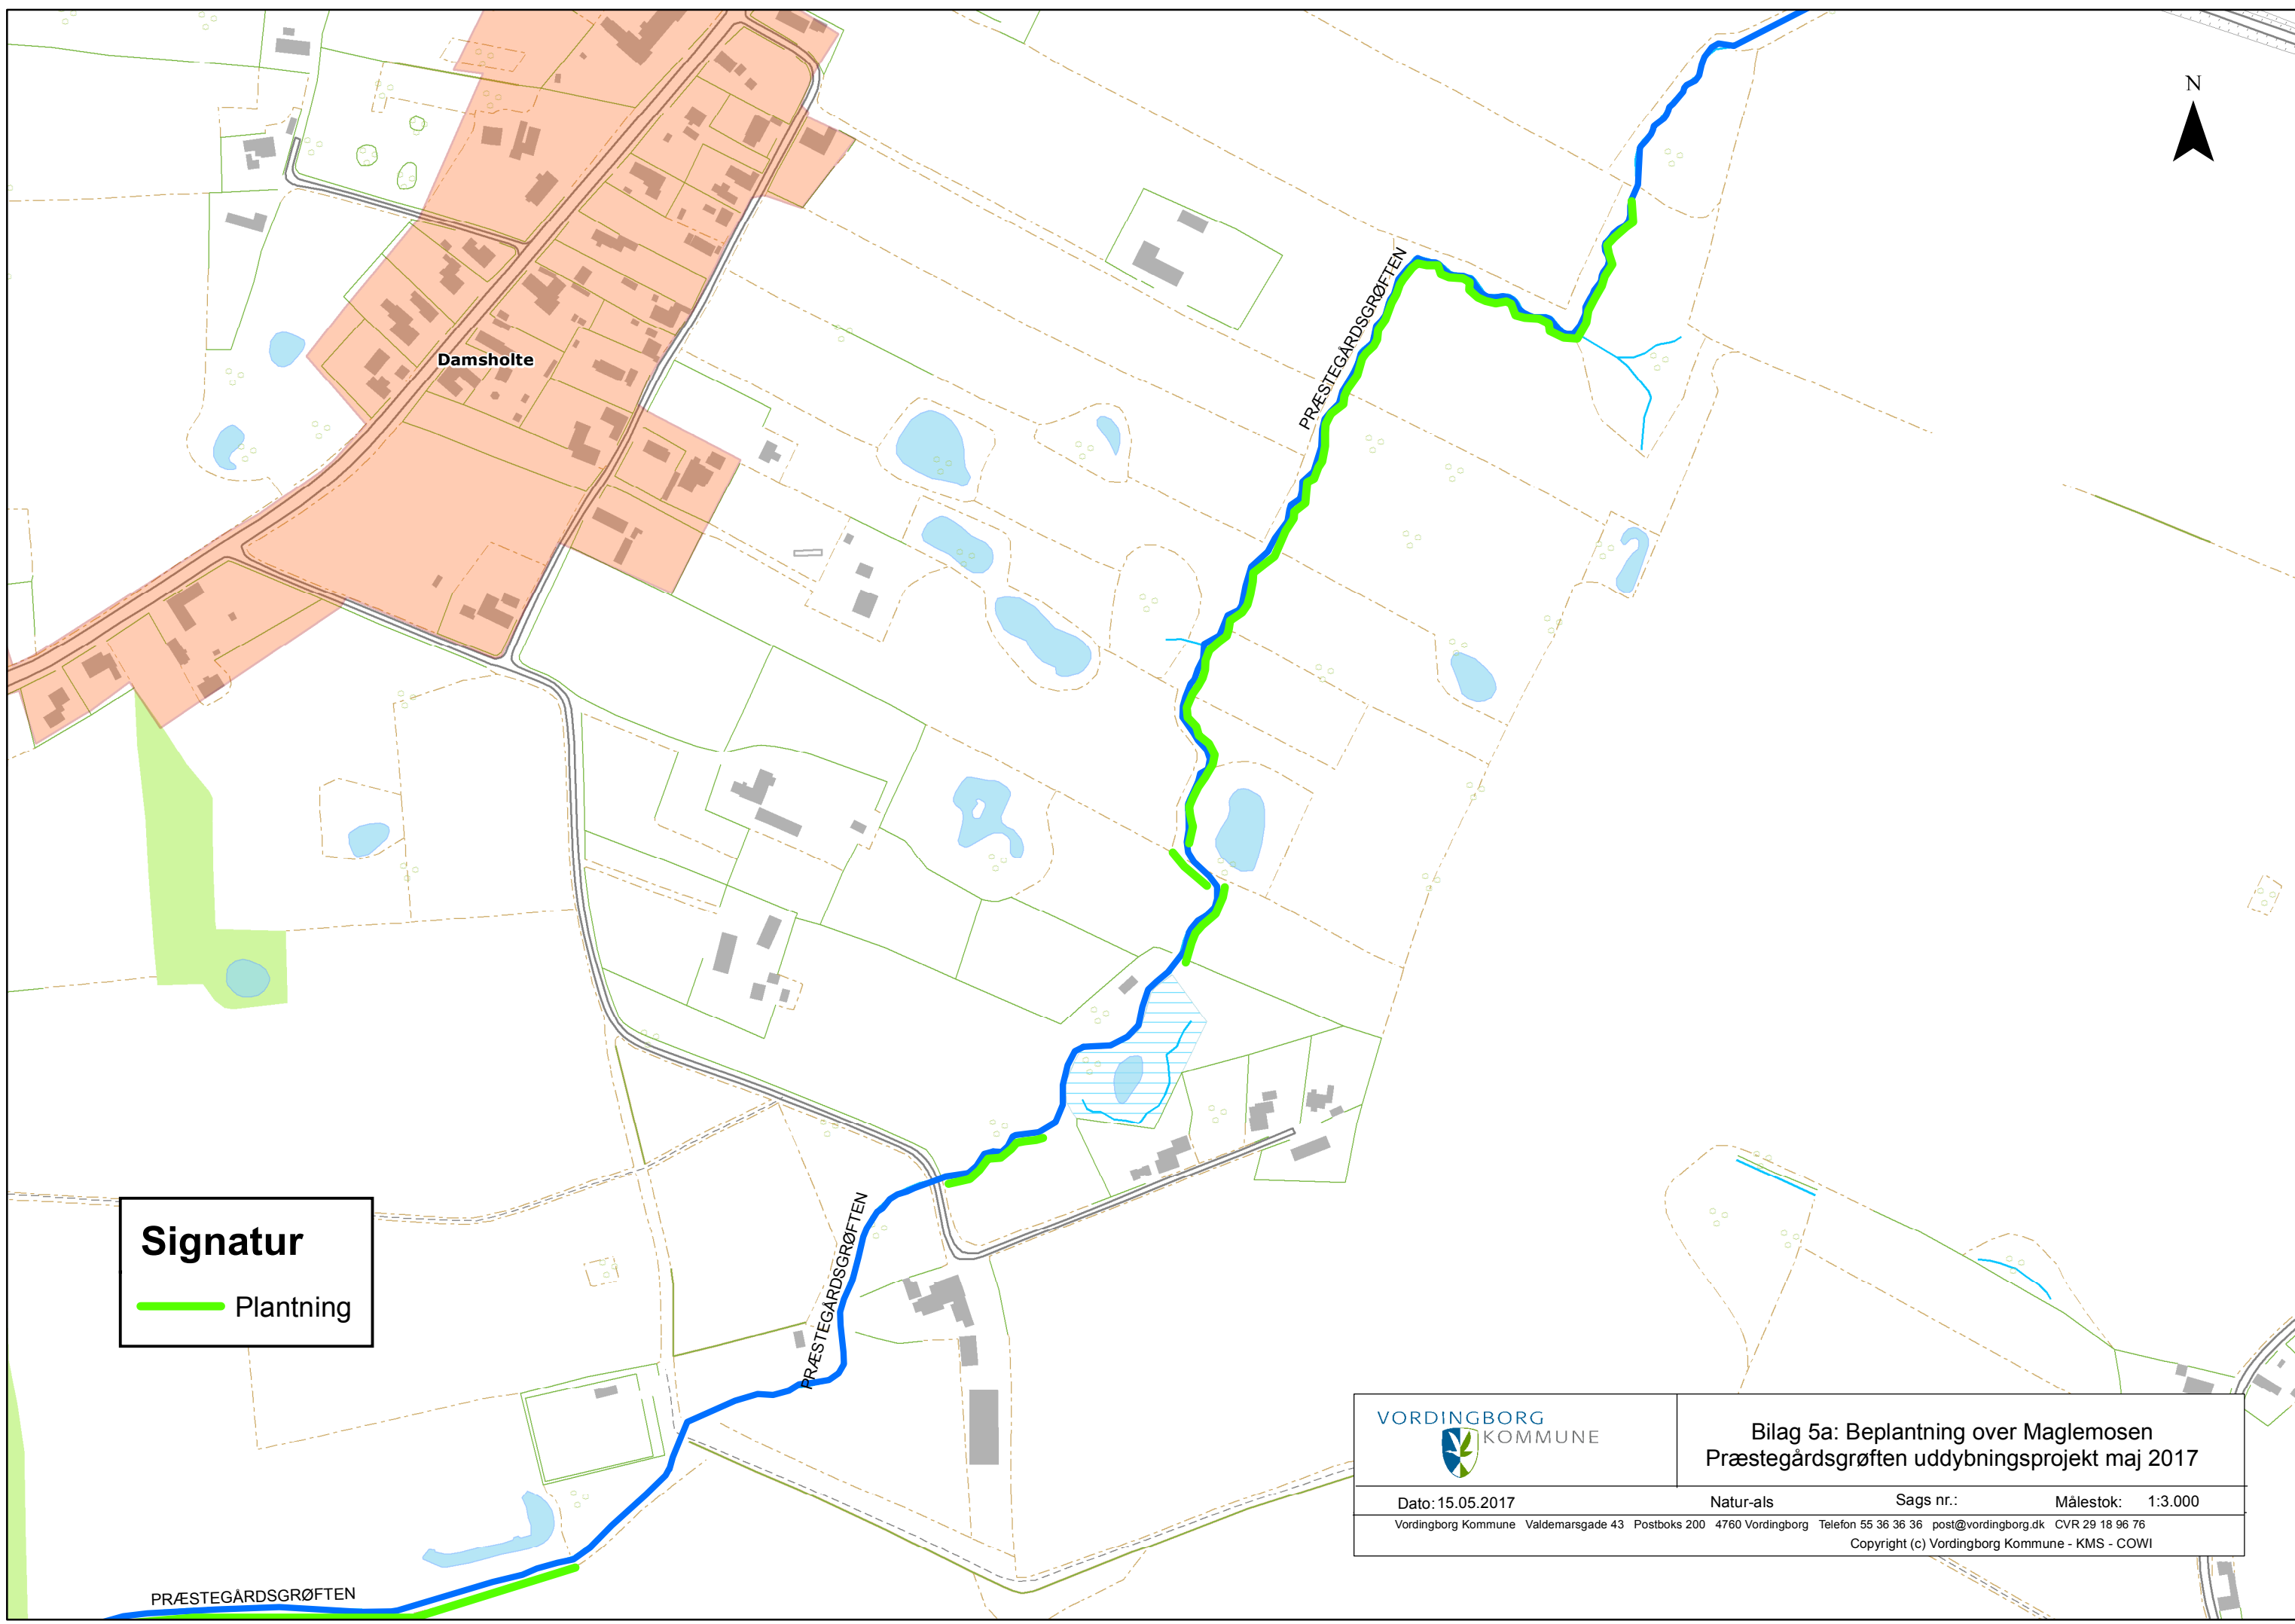 N
PRÆSTEGÅRDSGRØFTEN
Damsholte
PRÆSTEGÅRDSGRØFTEN
Signatur
Plantning
PRÆSTEGÅRDSGRØFTEN
VORDINGBORG
KOMMUNE
Bilag 5a: Beplantning over Maglemosen
Præstegårdsgrøften uddybningsprojekt maj 2017
Dato: 15.05.2017 Natur-als Sags nr.: Målestok: 1:3.000
Vordingborg Kommune Valdemarsgade 43 Postboks 200 4760 Vordingborg Telefon 55 36 36 36 post@vordingborg.dk CVR 29 18 96 76
Copyright (c) Vordingborg Kommune - KMS - COWI